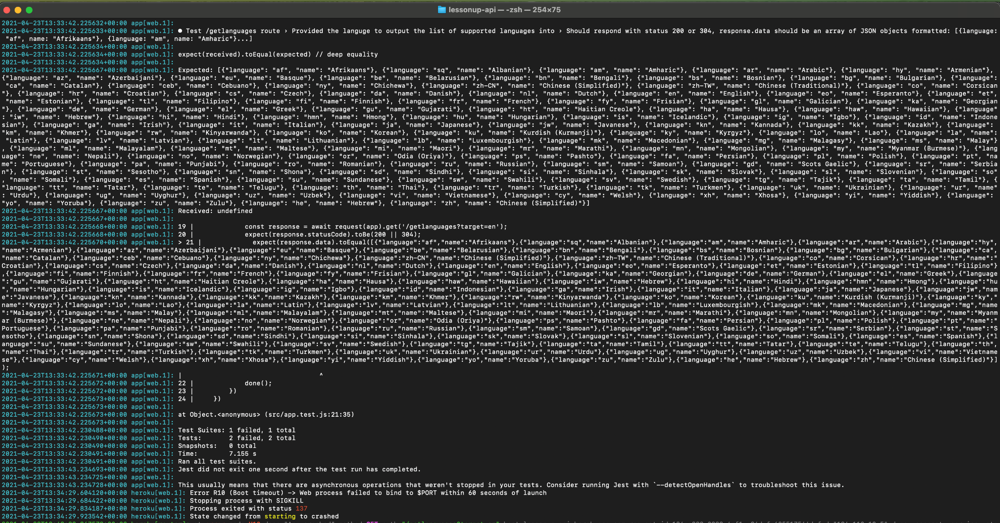 lessonup-api — -zsh — 254×75
2021-04-23T13:33:42.225632+00:00 app[web.1]:
2021-04-23T13:33:42.225633+00:00 app[web.1]: ● Test /getlanguages route › Provided the languge to output the list of supported languages into › Should respond with status 200 or 304, response.data should be an array of JSON objects formatted: [{language:
"af", name: "Afrikaans"}, {language: "am", name: "Amharic"}...]
2021-04-23T13:33:42.225634+00:00 app[web.1]:
2021-04-23T13:33:42.225634+00:00 app[web.1]: expect(received).toEqual(expected) // deep equality
2021-04-23T13:33:42.225634+00:00 app[web.1]:
2021-04-23T13:33:42.225667+00:00 app[web.1]: Expected: [{"language": "af", "name": "Afrikaans"}, {"language": "sq", "name": "Albanian"}, {"language": "am", "name": "Amharic"}, {"language": "ar", "name": "Arabic"}, {"language": "hy", "name": "Armenian"},
{"language": "az", "name": "Azerbaijani"}, {"language": "eu", "name": "Basque"}, {"language": "be", "name": "Belarusian"}, {"language": "bn", "name": "Bengali"}, {"language": "bs", "name": "Bosnian"}, {"language": "bg", "name": "Bulgarian"}, {"language":
"ca", "name": "Catalan"}, {"language": "ceb", "name": "Cebuano"}, {"language": "ny", "name": "Chichewa"}, {"language": "zh-CN", "name": "Chinese (Simplified)"}, {"language": "zh-TW", "name": "Chinese (Traditional)"}, {"language": "co", "name": "Corsican
"}, {"language": "hr", "name": "Croatian"}, {"language": "cs", "name": "Czech"}, {"language": "da", "name": "Danish"}, {"language": "nl", "name": "Dutch"}, {"language": "en", "name": "English"}, {"language": "eo", "name": "Esperanto"}, {"language": "et",
"name": "Estonian"}, {"language": "tl", "name": "Filipino"}, {"language": "fi", "name": "Finnish"}, {"language": "fr", "name": "French"}, {"language": "fy", "name": "Frisian"}, {"language": "gl", "name": "Galician"}, {"language": "ka", "name": "Georgian
"}, {"language": "de", "name": "German"}, {"language": "el", "name": "Greek"}, {"language": "gu", "name": "Gujarati"}, {"language": "ht", "name": "Haitian Creole"}, {"language": "ha", "name": "Hausa"}, {"language": "haw", "name": "Hawaiian"}, {"language"
: "iw", "name": "Hebrew"}, {"language": "hi", "name": "Hindi"}, {"language": "hmn", "name": "Hmong"}, {"language": "hu", "name": "Hungarian"}, {"language": "is", "name": "Icelandic"}, {"language": "ig", "name": "Igbo"}, {"language": "id", "name": "Indone
sian"}, {"language": "ga", "name": "Irish"}, {"language": "it", "name": "Italian"}, {"language": "ja", "name": "Japanese"}, {"language": "jw", "name": "Javanese"}, {"language": "kn", "name": "Kannada"}, {"language": "kk", "name": "Kazakh"}, {"language":
"km", "name": "Khmer"}, {"language": "rw", "name": "Kinyarwanda"}, {"language": "ko", "name": "Korean"}, {"language": "ku", "name": "Kurdish (Kurmanji)"}, {"language": "ky", "name": "Kyrgyz"}, {"language": "lo", "name": "Lao"}, {"language": "la", "name":
"Latin"}, {"language": "lv", "name": "Latvian"}, {"language": "lt", "name": "Lithuanian"}, {"language": "lb", "name": "Luxembourgish"}, {"language": "mk", "name": "Macedonian"}, {"language": "mg", "name": "Malagasy"}, {"language": "ms", "name": "Malay"}
, {"language": "ml", "name": "Malayalam"}, {"language": "mt", "name": "Maltese"}, {"language": "mi", "name": "Maori"}, {"language": "mr", "name": "Marathi"}, {"language": "mn", "name": "Mongolian"}, {"language": "my", "name": "Myanmar (Burmese)"}, {"lang
uage": "ne", "name": "Nepali"}, {"language": "no", "name": "Norwegian"}, {"language": "or", "name": "Odia (Oriya)"}, {"language": "ps", "name": "Pashto"}, {"language": "fa", "name": "Persian"}, {"language": "pl", "name": "Polish"}, {"language": "pt", "na
me": "Portuguese"}, {"language": "pa", "name": "Punjabi"}, {"language": "ro", "name": "Romanian"}, {"language": "ru", "name": "Russian"}, {"language": "sm", "name": "Samoan"}, {"language": "gd", "name": "Scots Gaelic"}, {"language": "sr", "name": "Serbia
n"}, {"language": "st", "name": "Sesotho"}, {"language": "sn", "name": "Shona"}, {"language": "sd", "name": "Sindhi"}, {"language": "si", "name": "Sinhala"}, {"language": "sk", "name": "Slovak"}, {"language": "sl", "name": "Slovenian"}, {"language": "so"
, "name": "Somali"}, {"language": "es", "name": "Spanish"}, {"language": "su", "name": "Sundanese"}, {"language": "sw", "name": "Swahili"}, {"language": "sv", "name": "Swedish"}, {"language": "tg", "name": "Tajik"}, {"language": "ta", "name": "Tamil"}, {
"language": "tt", "name": "Tatar"}, {"language": "te", "name": "Telugu"}, {"language": "th", "name": "Thai"}, {"language": "tr", "name": "Turkish"}, {"language": "tk", "name": "Turkmen"}, {"language": "uk", "name": "Ukrainian"}, {"language": "ur", "name"
: "Urdu"}, {"language": "ug", "name": "Uyghur"}, {"language": "uz", "name": "Uzbek"}, {"language": "vi", "name": "Vietnamese"}, {"language": "cy", "name": "Welsh"}, {"language": "xh", "name": "Xhosa"}, {"language": "yi", "name": "Yiddish"}, {"language":
"yo", "name": "Yoruba"}, {"language": "zu", "name": "Zulu"}, {"language": "he", "name": "Hebrew"}, {"language": "zh", "name": "Chinese (Simplified)"}]
2021-04-23T13:33:42.225667+00:00 app[web.1]: Received: undefined
2021-04-23T13:33:42.225667+00:00 app[web.1]:
2021-04-23T13:33:42.225668+00:00 app[web.1]: 19 | const response = await request(app).get('/getlanguages?target=en');
2021-04-23T13:33:42.225668+00:00 app[web.1]: 20 | expect(response.statusCode).toBe(200 || 304);
2021-04-23T13:33:42.225670+00:00 app[web.1]: > 21 | expect(response.data).toEqual([{"language":"af","name":"Afrikaans"},{"language":"sq","name":"Albanian"},{"language":"am","name":"Amharic"},{"language":"ar","name":"Arabic"},{"language":"hy",
"name":"Armenian"},{"language":"az","name":"Azerbaijani"},{"language":"eu","name":"Basque"},{"language":"be","name":"Belarusian"},{"language":"bn","name":"Bengali"},{"language":"bs","name":"Bosnian"},{"language":"bg","name":"Bulgarian"},{"language":"ca",
"name":"Catalan"},{"language":"ceb","name":"Cebuano"},{"language":"ny","name":"Chichewa"},{"language":"zh-CN","name":"Chinese (Simplified)"},{"language":"zh-TW","name":"Chinese (Traditional)"},{"language":"co","name":"Corsican"},{"language":"hr","name":"
Croatian"},{"language":"cs","name":"Czech"},{"language":"da","name":"Danish"},{"language":"nl","name":"Dutch"},{"language":"en","name":"English"},{"language":"eo","name":"Esperanto"},{"language":"et","name":"Estonian"},{"language":"tl","name":"Filipino"}
,{"language":"fi","name":"Finnish"},{"language":"fr","name":"French"},{"language":"fy","name":"Frisian"},{"language":"gl","name":"Galician"},{"language":"ka","name":"Georgian"},{"language":"de","name":"German"},{"language":"el","name":"Greek"},{"language
":"gu","name":"Gujarati"},{"language":"ht","name":"Haitian Creole"},{"language":"ha","name":"Hausa"},{"language":"haw","name":"Hawaiian"},{"language":"iw","name":"Hebrew"},{"language":"hi","name":"Hindi"},{"language":"hmn","name":"Hmong"},{"language":"hu
","name":"Hungarian"},{"language":"is","name":"Icelandic"},{"language":"ig","name":"Igbo"},{"language":"id","name":"Indonesian"},{"language":"ga","name":"Irish"},{"language":"it","name":"Italian"},{"language":"ja","name":"Japanese"},{"language":"jw","nam
e":"Javanese"},{"language":"kn","name":"Kannada"},{"language":"kk","name":"Kazakh"},{"language":"km","name":"Khmer"},{"language":"rw","name":"Kinyarwanda"},{"language":"ko","name":"Korean"},{"language":"ku","name":"Kurdish (Kurmanji)"},{"language":"ky","
name":"Kyrgyz"},{"language":"lo","name":"Lao"},{"language":"la","name":"Latin"},{"language":"lv","name":"Latvian"},{"language":"lt","name":"Lithuanian"},{"language":"lb","name":"Luxembourgish"},{"language":"mk","name":"Macedonian"},{"language":"mg","name
":"Malagasy"},{"language":"ms","name":"Malay"},{"language":"ml","name":"Malayalam"},{"language":"mt","name":"Maltese"},{"language":"mi","name":"Maori"},{"language":"mr","name":"Marathi"},{"language":"mn","name":"Mongolian"},{"language":"my","name":"Myanm
ar (Burmese)"},{"language":"ne","name":"Nepali"},{"language":"no","name":"Norwegian"},{"language":"or","name":"Odia (Oriya)"},{"language":"ps","name":"Pashto"},{"language":"fa","name":"Persian"},{"language":"pl","name":"Polish"},{"language":"pt","name":"
Portuguese"},{"language":"pa","name":"Punjabi"},{"language":"ro","name":"Romanian"},{"language":"ru","name":"Russian"},{"language":"sm","name":"Samoan"},{"language":"gd","name":"Scots Gaelic"},{"language":"sr","name":"Serbian"},{"language":"st","name":"S
esotho"},{"language":"sn","name":"Shona"},{"language":"sd","name":"Sindhi"},{"language":"si","name":"Sinhala"},{"language":"sk","name":"Slovak"},{"language":"sl","name":"Slovenian"},{"language":"so","name":"Somali"},{"language":"es","name":"Spanish"},{"l
anguage":"su","name":"Sundanese"},{"language":"sw","name":"Swahili"},{"language":"sv","name":"Swedish"},{"language":"tg","name":"Tajik"},{"language":"ta","name":"Tamil"},{"language":"tt","name":"Tatar"},{"language":"te","name":"Telugu"},{"language":"th",
"name":"Thai"},{"language":"tr","name":"Turkish"},{"language":"tk","name":"Turkmen"},{"language":"uk","name":"Ukrainian"},{"language":"ur","name":"Urdu"},{"language":"ug","name":"Uyghur"},{"language":"uz","name":"Uzbek"},{"language":"vi","name":"Vietname
se"},{"language":"cy","name":"Welsh"},{"language":"xh","name":"Xhosa"},{"language":"yi","name":"Yiddish"},{"language":"yo","name":"Yoruba"},{"language":"zu","name":"Zulu"},{"language":"he","name":"Hebrew"},{"language":"zh","name":"Chinese (Simplified)"}]
);
2021-04-23T13:33:42.225671+00:00 app[web.1]: | ^
2021-04-23T13:33:42.225672+00:00 app[web.1]: 22 | done();
2021-04-23T13:33:42.225672+00:00 app[web.1]: 23 | })
2021-04-23T13:33:42.225673+00:00 app[web.1]: 24 | })
2021-04-23T13:33:42.225673+00:00 app[web.1]:
2021-04-23T13:33:42.225673+00:00 app[web.1]: at Object.<anonymous> (src/app.test.js:21:35)
2021-04-23T13:33:42.225673+00:00 app[web.1]:
2021-04-23T13:33:42.230488+00:00 app[web.1]: Test Suites: 1 failed, 1 total
2021-04-23T13:33:42.230490+00:00 app[web.1]: Tests: 2 failed, 2 total
2021-04-23T13:33:42.230490+00:00 app[web.1]: Snapshots: 0 total
2021-04-23T13:33:42.230491+00:00 app[web.1]: Time: 7.155 s
2021-04-23T13:33:42.230491+00:00 app[web.1]: Ran all test suites.
2021-04-23T13:33:43.234693+00:00 app[web.1]: Jest did not exit one second after the test run has completed.
2021-04-23T13:33:43.234725+00:00 app[web.1]:
2021-04-23T13:33:43.234728+00:00 app[web.1]: This usually means that there are asynchronous operations that weren't stopped in your tests. Consider running Jest with `--detectOpenHandles` to troubleshoot this issue.
2021-04-23T13:34:29.604120+00:00 heroku[web.1]: Error R10 (Boot timeout) -> Web process failed to bind to $PORT within 60 seconds of launch
2021-04-23T13:34:29.684422+00:00 heroku[web.1]: Stopping process with SIGKILL
2021-04-23T13:34:29.834187+00:00 heroku[web.1]: Process exited with status 137
2021-04-23T13:34:29.923542+00:00 heroku[web.1]: State changed from starting to crashed